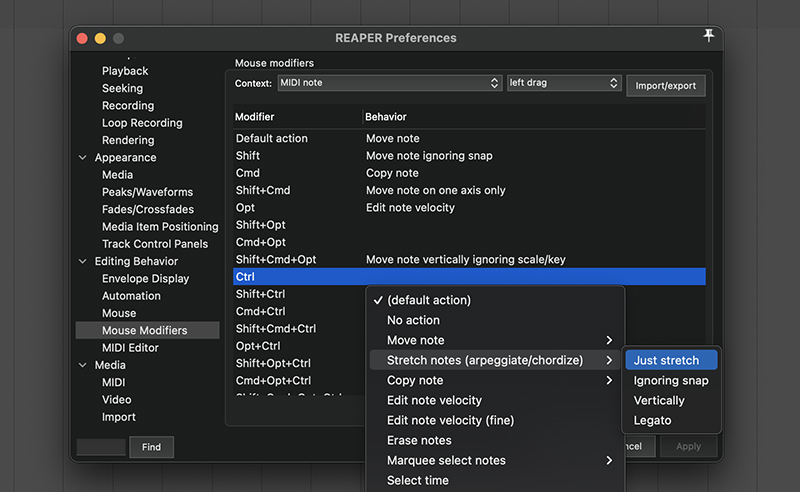 REAPER Preferences
Playback
Seeking
Recording
Loop Recording
Rendering
Appearance
Media
Peaks/Waveforms
Fades/Crossfades
Media Item Positioning
Track Control Panels
Editing Behavior
Envelope Display
Automation
Mouse
Mouse Modifiers
MIDI Editor
Media
MIDI
Video
Import
Find
Mouse modifiers
Context: MIDI note left drag Import/export
Modifier Behavior
Default action Move note
Shift Move note ignoring snap
Cmd Copy note
Shift+Cmd Move note on one axis only
Opt Edit note velocity
Shift+Opt
Cmd+Opt
Shift+Cmd+Opt Move note vertically ignoring scale/key
Ctrl
Shift+Ctrl
Cmd+Ctrl
Shift+Cmd+Ctrl
Opt+Ctrl
Shift+Opt+Ctrl
Cmd+Opt+Ctrl
(default action)
No action
Move note
Stretch notes (arpeggiate/chordize)
Copy note
Edit note velocity
Edit note velocity (fine)
Erase notes
Marquee select notes
Select time
Just stretch
Ignoring snap
Vertically
Legato
Apply